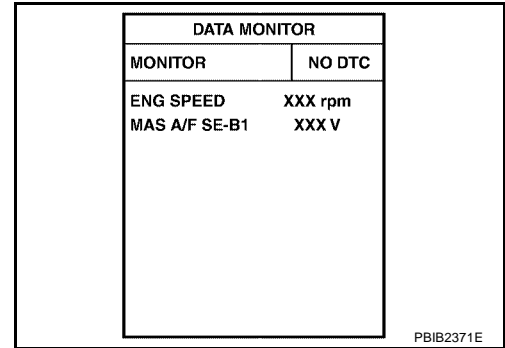 DATA MONITOR
MONITOR NO DTC
ENG SPEED XXX rpm
MAS A/F SE-B1 XXX V
PBIB2371E